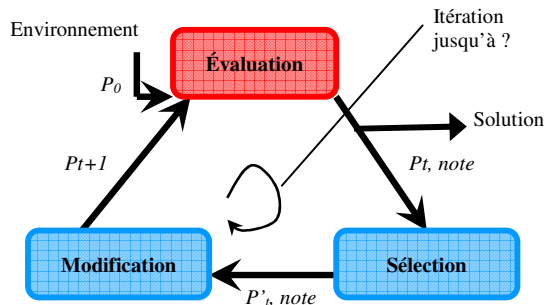 Itération
jusqu'à ?
Environnement
Évaluation
P0
Solution
Pt+1
Pt, note
Modification
Sélection
P't, note